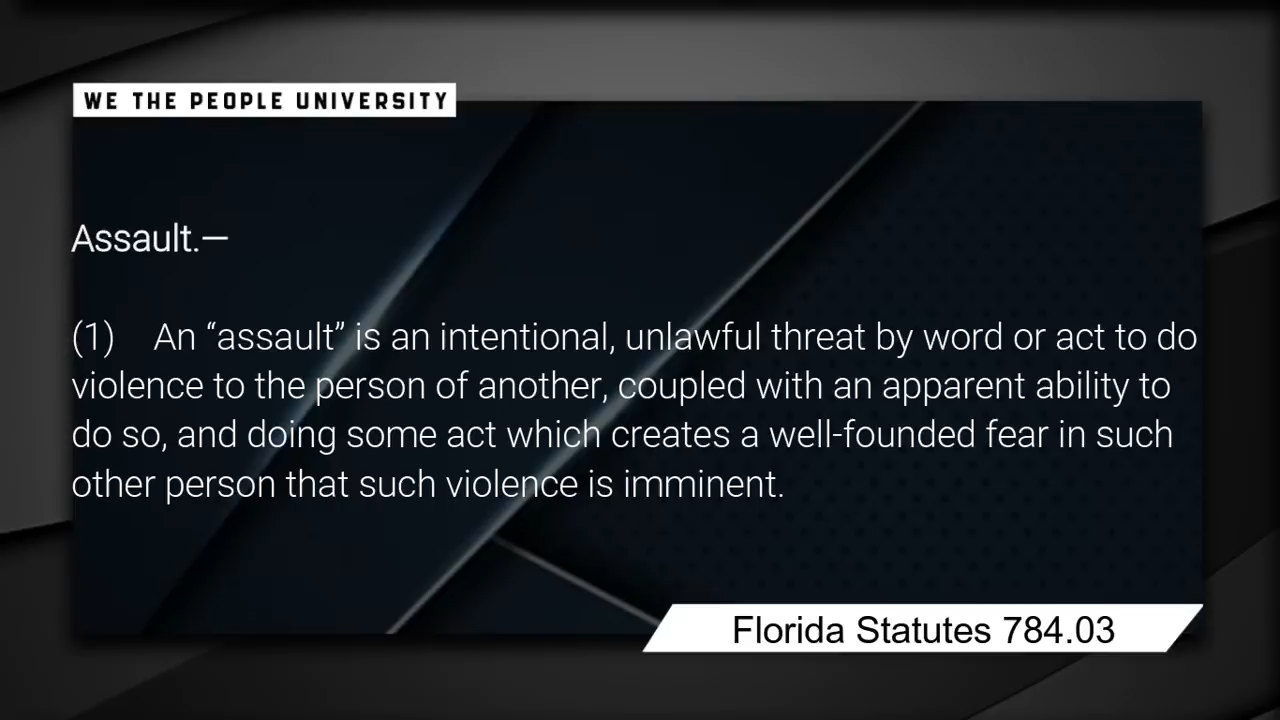 WE THE PEOPLE UNIVERSITY
Assault.—
(1) An “assault” is an intentional, unlawful threat by word or act to do
violence to the person of another, coupled with an apparent ability to
do so, and doing some act which creates a well-founded fear in such
other person that such violence is imminent.
Florida Statutes 784.03